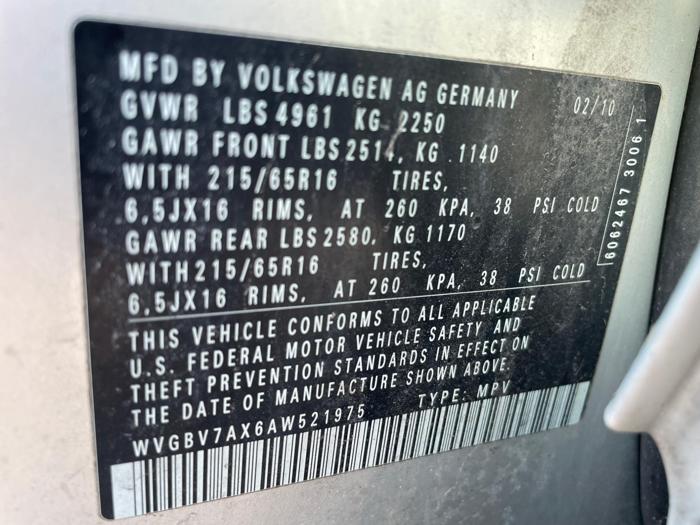 MFD BY VOLKSWAGEN AG GERMANY 02/10
GVWR LBS 4961 KG 2250
GAWR FRONT LBS 2514, KG 1140
WITH 215/65R16 TIRES,
6,5JX16 RIMS, AT 260 KPA, 38 PSI COLD
GAWR REAR LBS 2580, KG 1170
WITH 215/65R16 TIRES,
6,5JX16 RIMS, AT 260 KPA, 38 PSI COLD
THIS VEHICLE CONFORMS TO ALL APPLICABLE
U.S. FEDERAL MOTOR VEHICLE SAFETY AND
THEFT PREVENTION STANDARDS IN EFFECT ON
THE DATE OF MANUFACTURE SHOWN ABOVE.
WVGBV7AX6AW521975 TYPE: MPV
6062467 3006 1